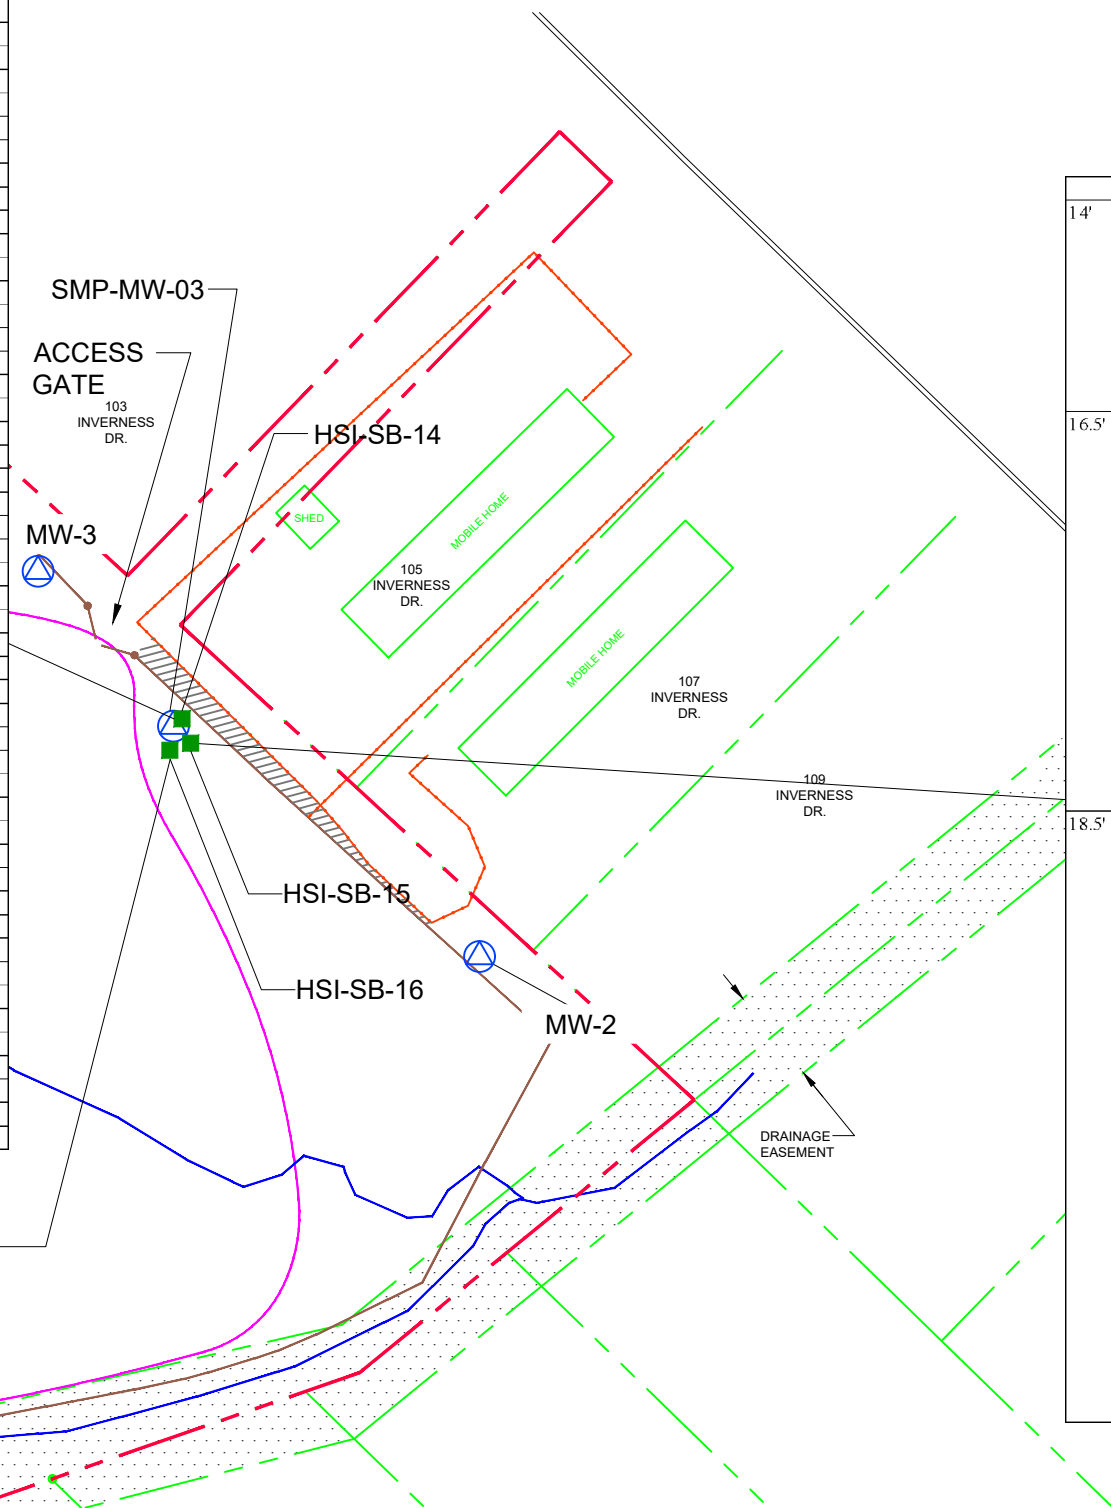 14'
SMP-MW-03
ACCESS
GATE
103
INVERNESS
DR.
16.5'
HSI-SB-14
MW-3
SHED
MOBILE HOME
105
INVERNESS
DR.
MOBILE HOME
107
INVERNESS
DR.
109
INVERNESS
DR.
18.5'
HSI-SB-15
HSI-SB-16
MW-2
DRAINAGE
EASEMENT